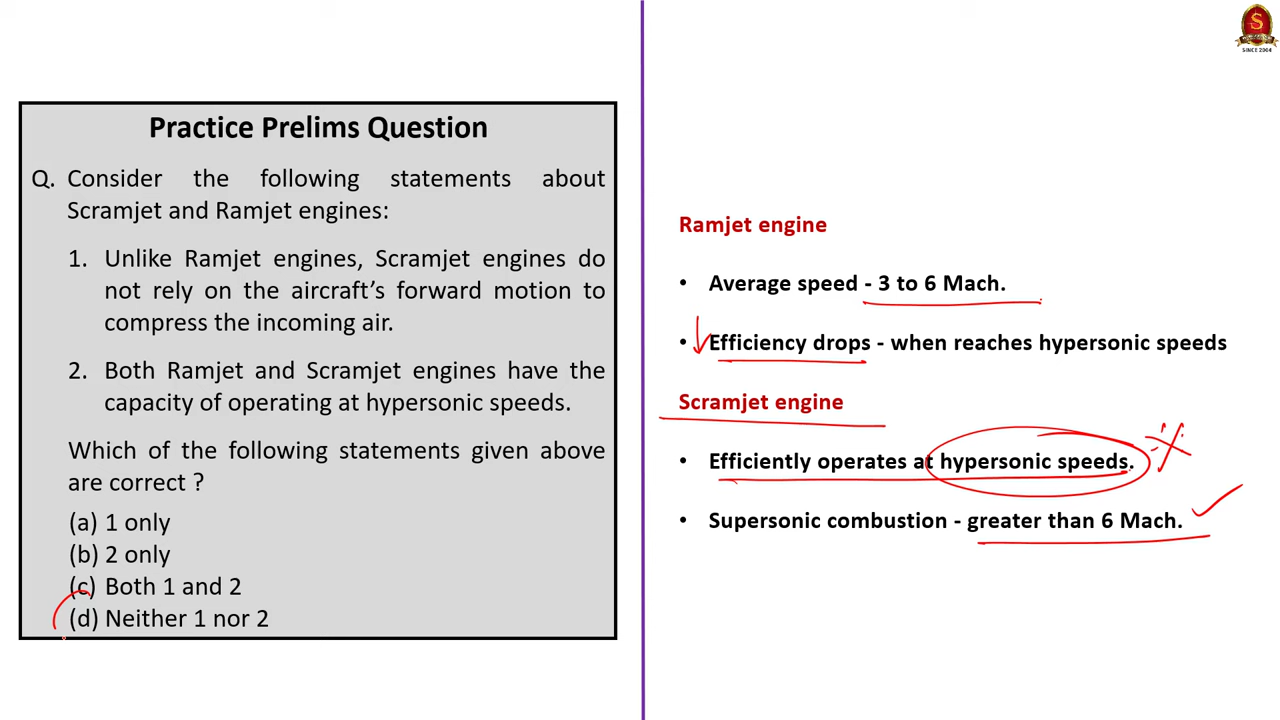 Practice Prelims Question
Q. Consider the following statements about
Scramjet and Ramjet engines:
1. Unlike Ramjet engines, Scramjet engines do
not rely on the aircraft's forward motion to
compress the incoming air.
2. Both Ramjet and Scramjet engines have the
capacity of operating at hypersonic speeds.
Which of the following statements given above
are correct ?
(a) 1 only
(b) 2 only
(c) Both 1 and 2
(d) Neither 1 nor 2
Ramjet engine
• Average speed - 3 to 6 Mach.
• Efficiency drops - when reaches hypersonic speeds
Scramjet engine
• Efficiently operates at hypersonic speeds.
• Supersonic combustion - greater than 6 Mach.
S
SINCE 2004